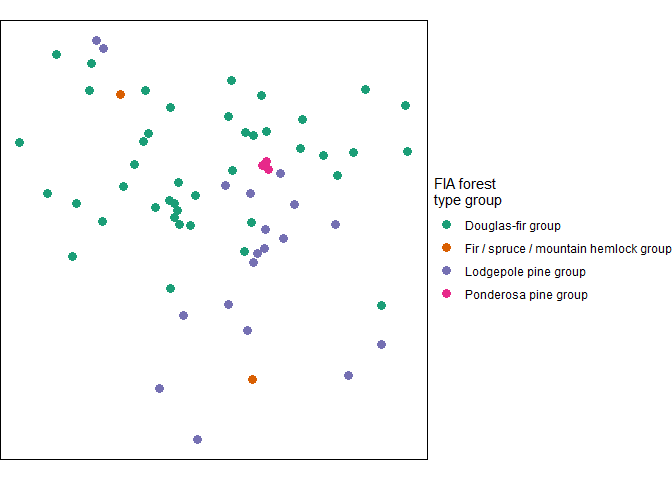 FIA forest
type group
Douglas-fir group
Fir / spruce / mountain hemlock group
Lodgepole pine group
Ponderosa pine group